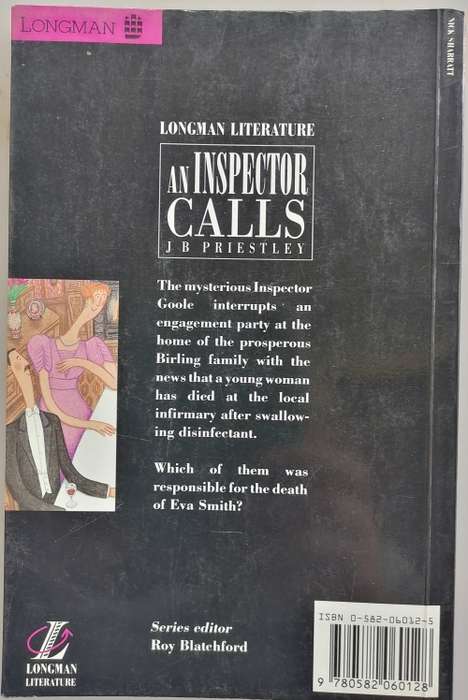 LONGMAN
NICK SHARRATT
LONGMAN LITERATURE
AN INSPECTOR
CALLS
J B PRIESTLEY
The mysterious Inspector
Goole interrupts an
engagement party at the
home of the prosperous
Birling family with the
news that a young woman
has died at the local
infirmary after swallow-
ing disinfectant.
Which of them was
responsible for the death
of Eva Smith?
Series editor
Roy Blatchford
LONGMAN
LITERATURE
ISBN 0-582-06012-5
9 780582 060128